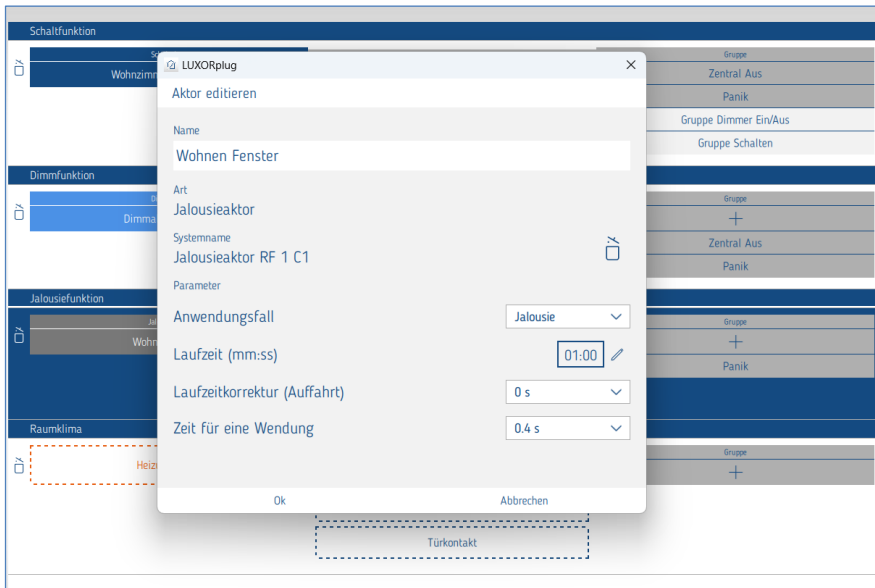 Schaltfunktion
Gruppe
Zentral Aus
Panik
Gruppe Dimmer Ein/Aus
Gruppe Schalten
LUXORplug
Aktor editieren
Name
Wohnen Fenster
Art
Jalousieaktor
Systemname
Jalousieaktor RF 1 C1
Parameter
Anwendungsfall Jalousie
Laufzeit (mm:ss) 01:00
Laufzeitkorrektur (Auffahrt) 0 s
Zeit für eine Wendung 0.4 s
Ok Abbrechen
Dimmfunktion
Gruppe
Zentral Aus
Panik
Jalousiefunktion
Gruppe
Panik
Raumklima
Gruppe
Türkontakt